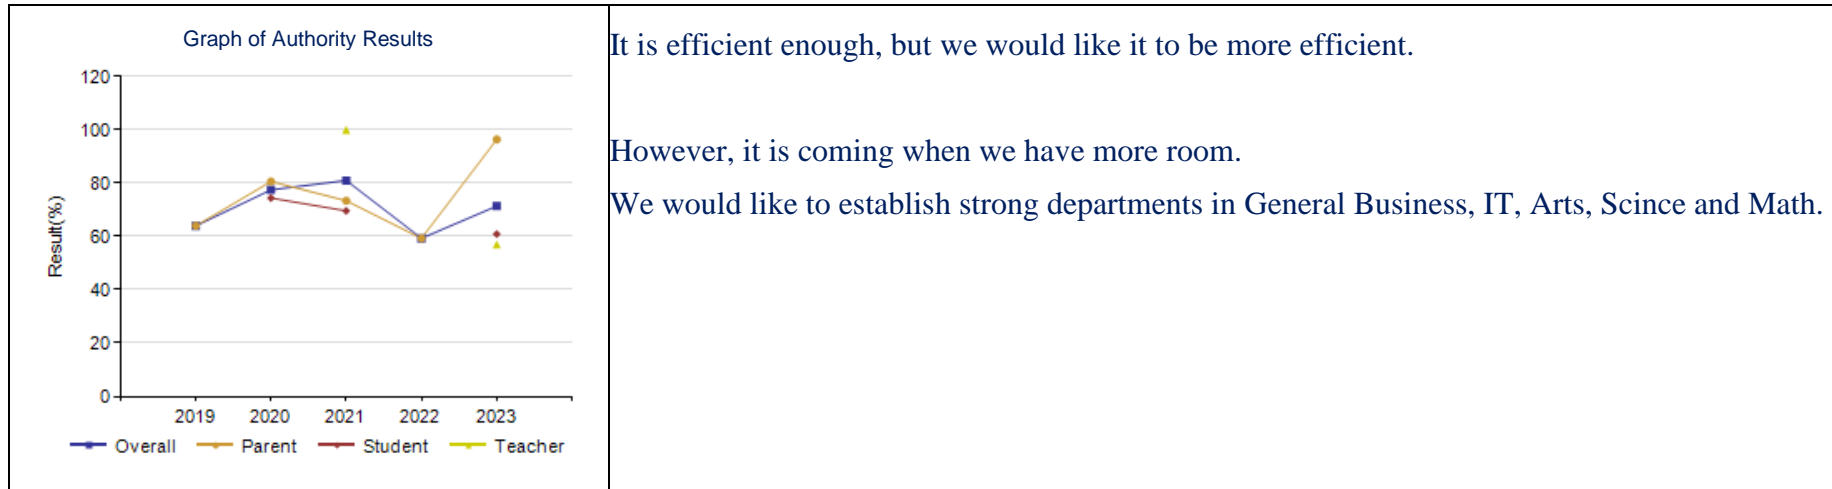 Graph of Authority Results
120
100
80
60
40
20
0
Result(%)
2019 2020 2021 2022 2023
Overall Parent Student Teacher
It is efficient enough, but we would like it to be more efficient.
However, it is coming when we have more room.
We would like to establish strong departments in General Business, IT, Arts, Scince and Math.